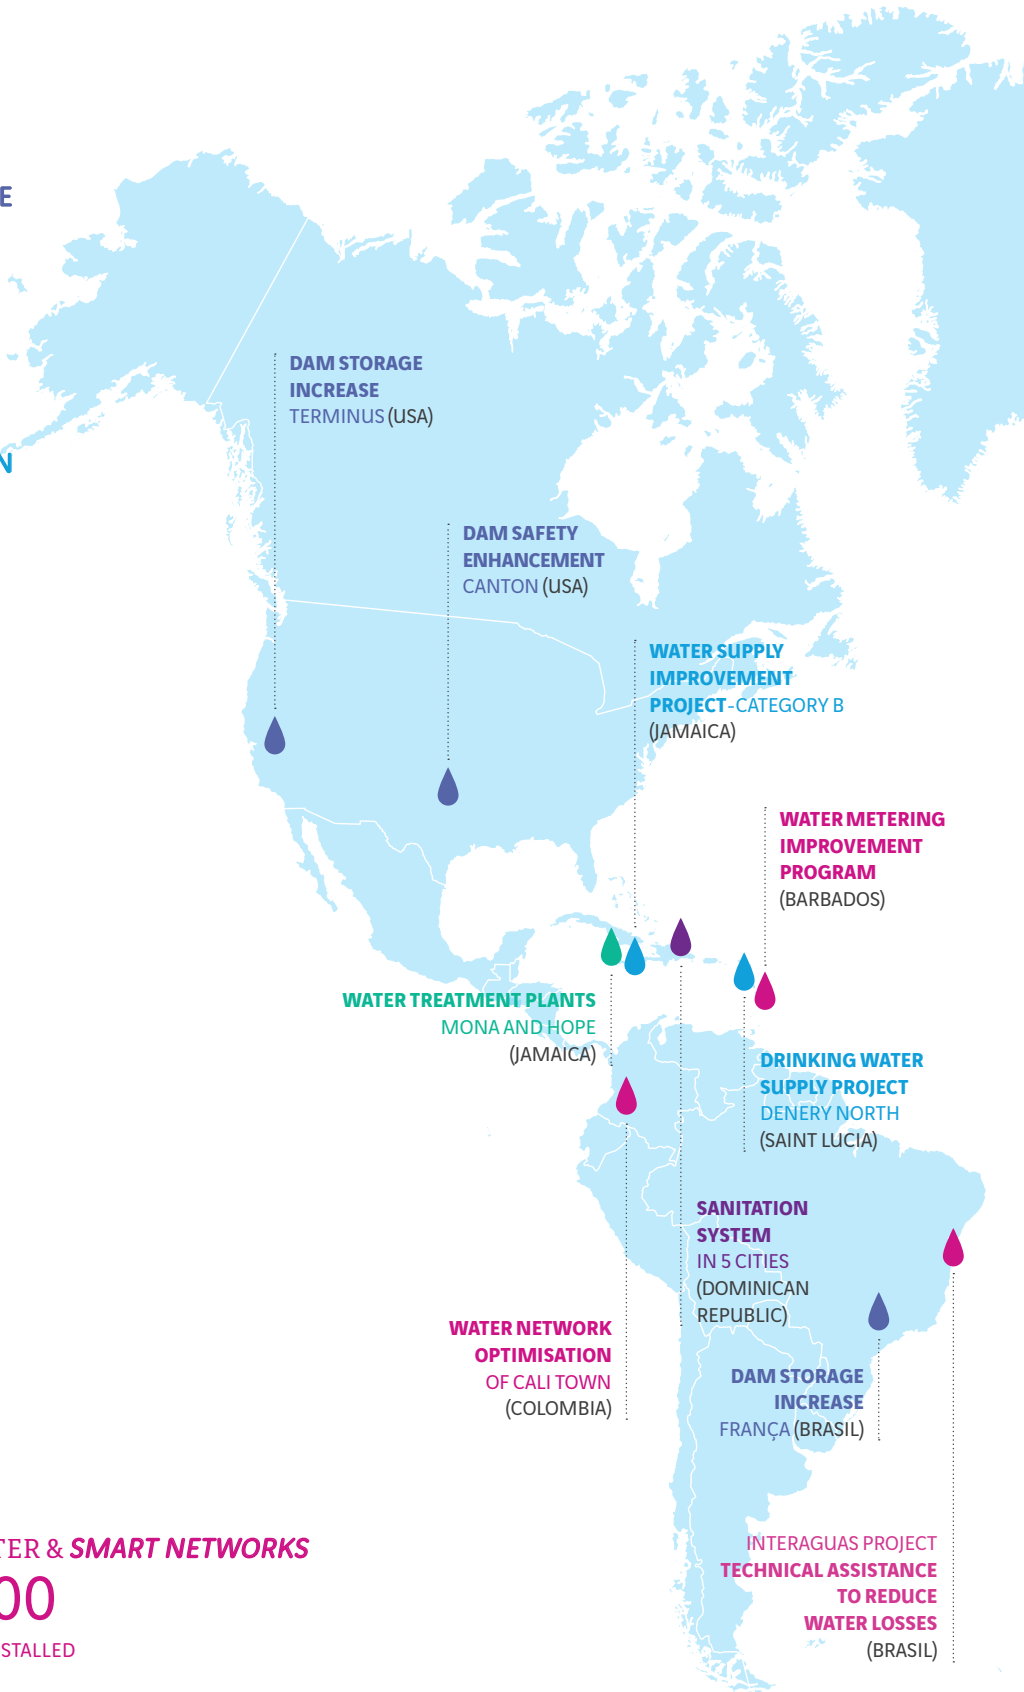 E
N
DAM STORAGE
INCREASE
TERMINUS (USA)
DAM SAFETY
ENHANCEMENT
CANTON (USA)
WATER SUPPLY
IMPROVEMENT
PROJECT - CATEGORY B
(JAMAICA)
WATER METERING
IMPROVEMENT
PROGRAM
(BARBADOS)
WATER TREATMENT PLANTS
MONA AND HOPE
(JAMAICA)
DRINKING WATER
SUPPLY PROJECT
DENERY NORTH
(SAINT LUCIA)
SANITATION
SYSTEM
IN 5 CITIES
(DOMINICAN
REPUBLIC)
WATER NETWORK
OPTIMISATION
OF CALI TOWN
(COLOMBIA)
DAM STORAGE
INCREASE
FRANÇA (BRASIL)
INTERAGUAS PROJECT
TECHNICAL ASSISTANCE
TO REDUCE
WATER LOSSES
(BRASIL)
TER & SMART NETWORKS
00
STALLED